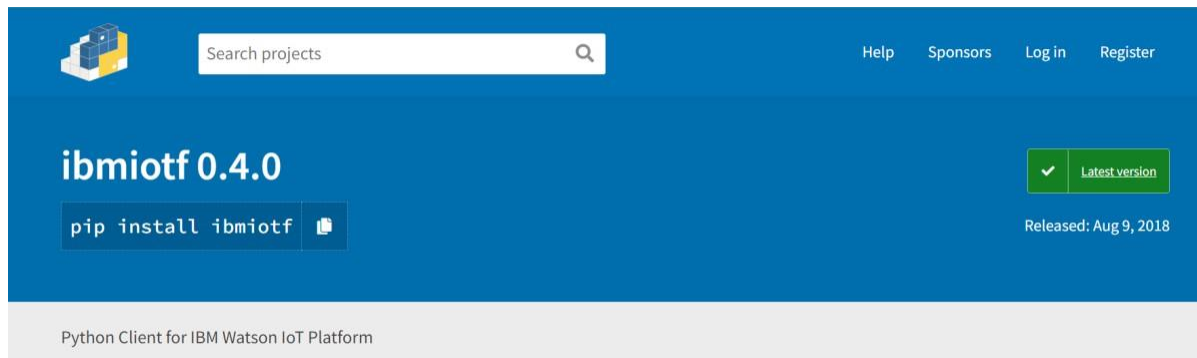 Search projects
Help Sponsors Log in Register
ibmiotf 0.4.0
Latest version
pip install ibmiotf
Released: Aug 9, 2018
Python Client for IBM Watson IoT Platform